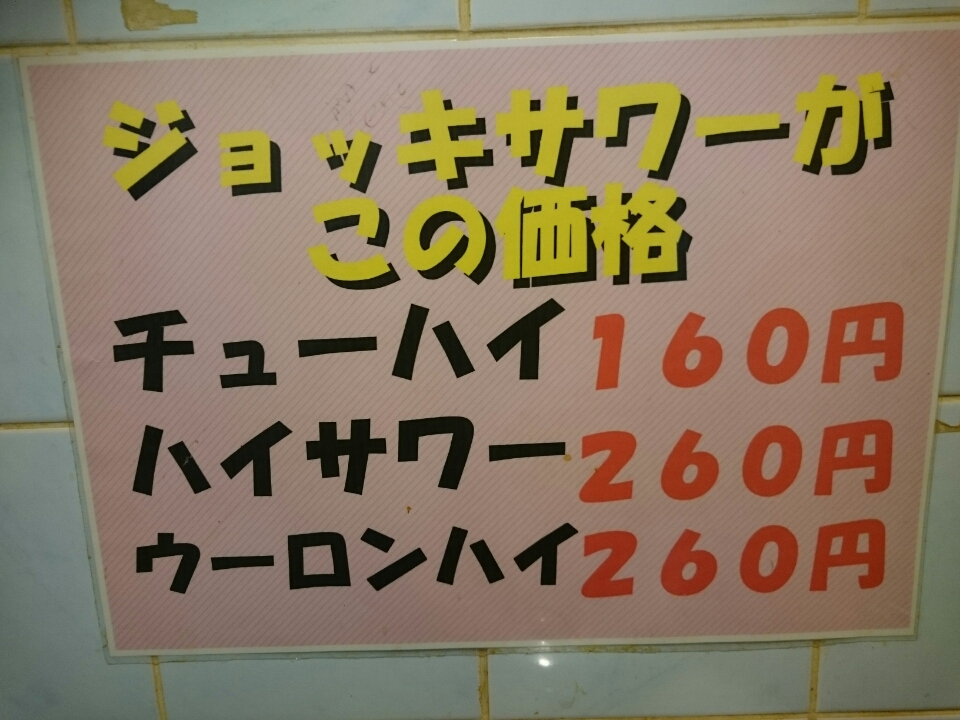 ジョッキサワーが
この価格
チューハイ 160円
ハイサワー 260円
ウーロンハイ 260円